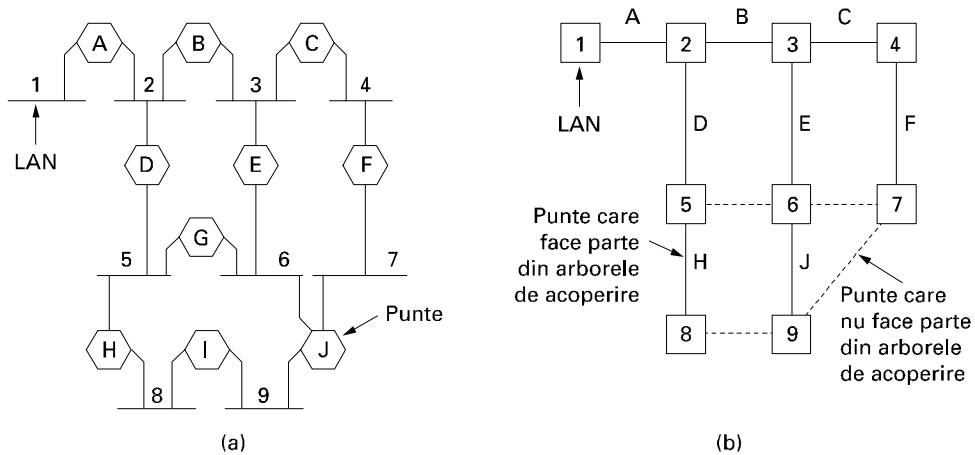 A
B
C
1
2
3
4
LAN
D
E
F
G
5
6
7
Punte
H
I
J
8
9
(a)
A
B
C
1
2
3
4
LAN
D
E
F
5
6
7
Punte care
face parte
din arborele
de acoperire
H
J
Punte care
nu face parte
din arborele
de acoperire
8
9
(b)